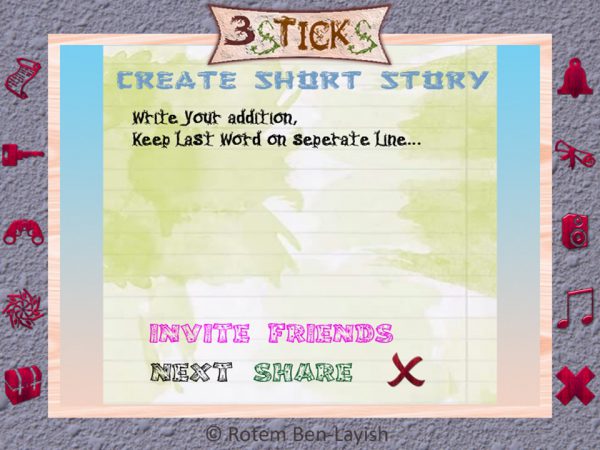 3STICKS
CREATE SHORT STORY
Write Your addition,
Keep Last Word on seperate Line...
INVITE FRIENDS
NEXT SHARE
© Rotem Ben-Layish